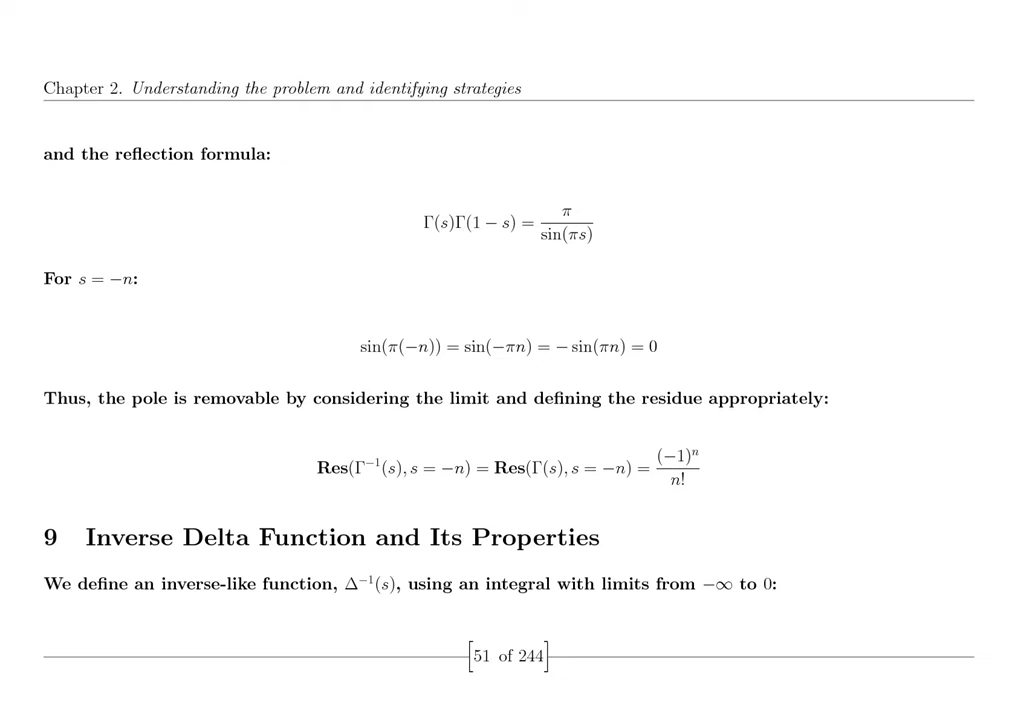 Chapter 2. Understanding the problem and identifying strategies
and the reflection formula:
Γ(s)Γ(1 − s) = π / sin(πs)
For s = −n:
sin(π(−n)) = sin(−πn) = − sin(πn) = 0
Thus, the pole is removable by considering the limit and defining the residue appropriately:
Res(Γ⁻¹(s), s = −n) = Res(Γ(s), s = −n) = (−1)ⁿ / n!
9 Inverse Delta Function and Its Properties
We define an inverse-like function, Δ⁻¹(s), using an integral with limits from −∞ to 0:
[51 of 244]